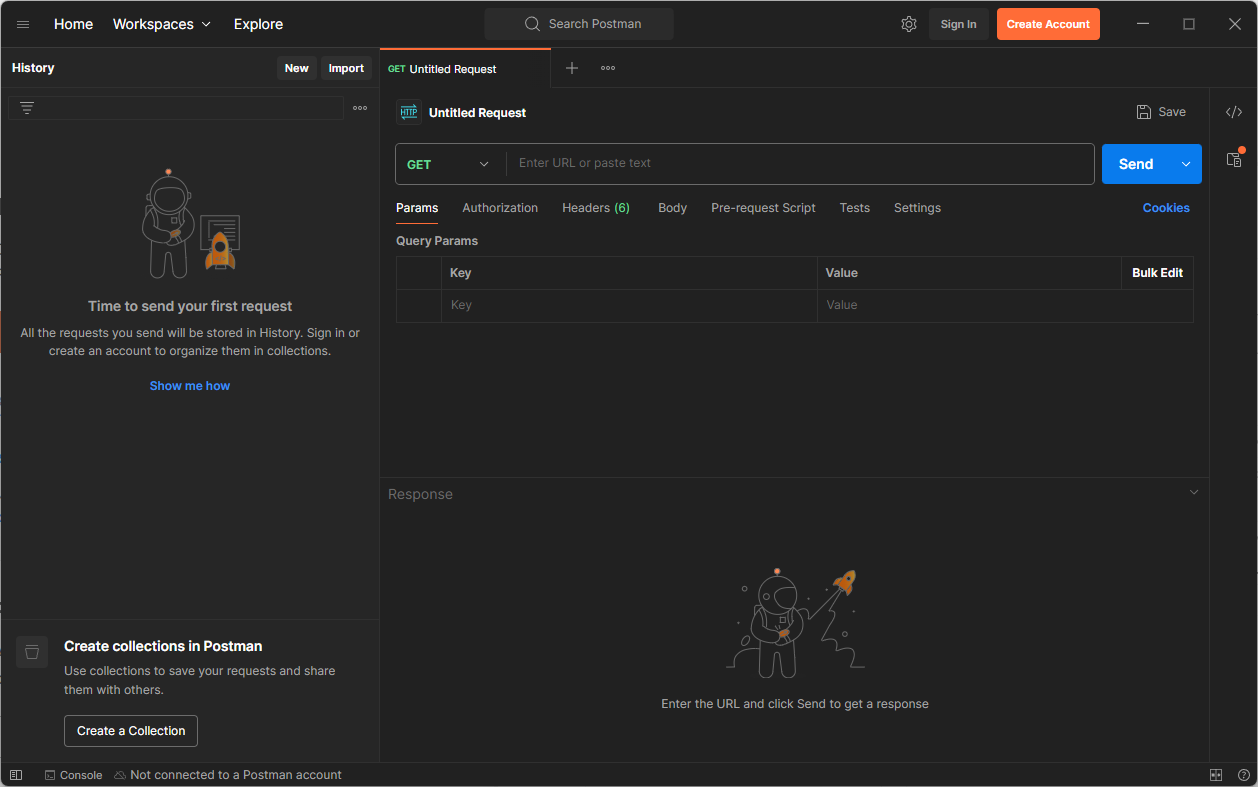 Home Workspaces Explore
Search Postman
Sign In Create Account
History
New Import
GET Untitled Request
HTTP Untitled Request
Save
GET
Enter URL or paste text
Send
Params Authorization Headers (6) Body Pre-request Script Tests Settings
Cookies
Query Params
Key Value Bulk Edit
Key Value
Time to send your first request
All the requests you send will be stored in History. Sign in or
create an account to organize them in collections.
Show me how
Response
Enter the URL and click Send to get a response
Create collections in Postman
Use collections to save your requests and share
them with others.
Create a Collection
Console Not connected to a Postman account